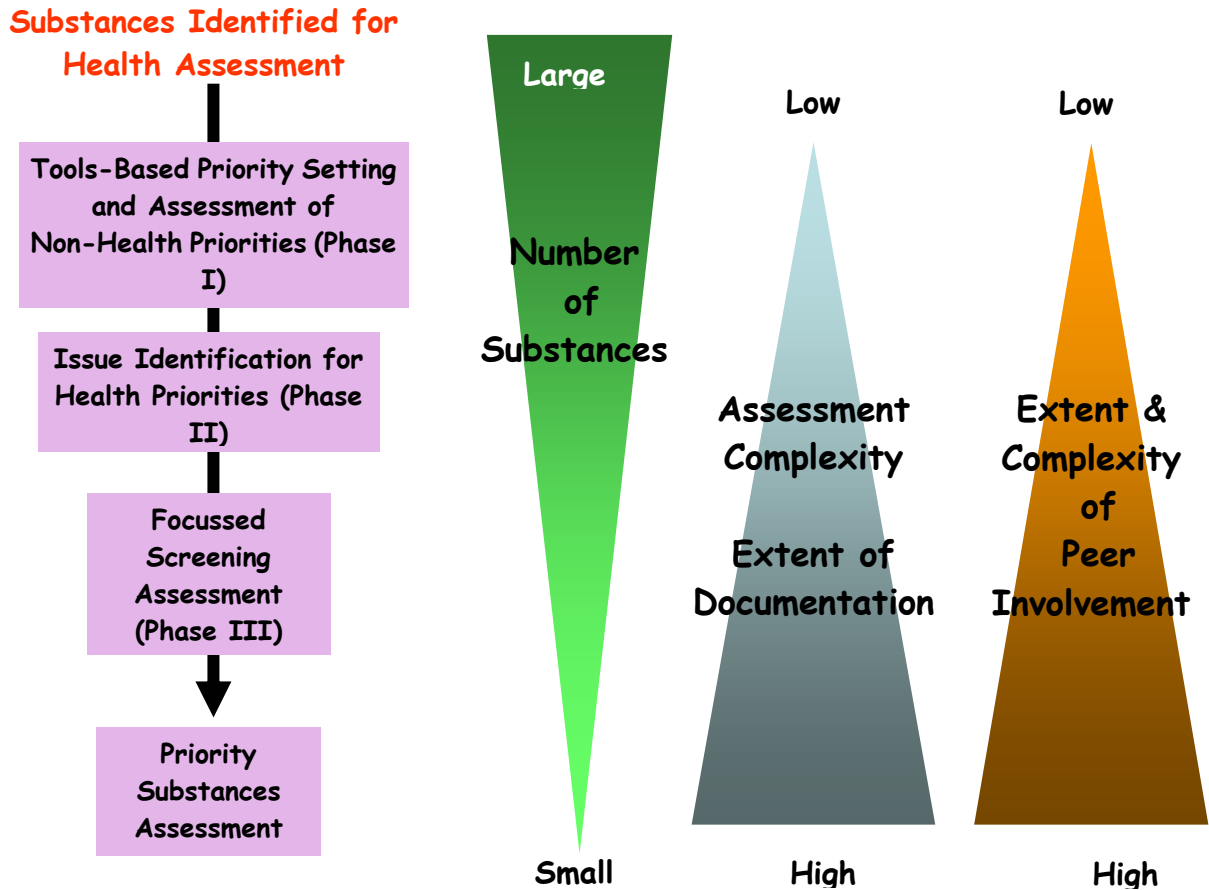 Substances Identified for
Health Assessment
Tools-Based Priority Setting
and Assessment of
Non-Health Priorities (Phase
I)
Issue Identification for
Health Priorities (Phase
II)
Focussed
Screening
Assessment
(Phase III)
Priority
Substances
Assessment
Large
Number
of
Substances
Small
Low
Assessment
Complexity
Extent of
Documentation
High
Low
Extent &
Complexity
of
Peer
Involvement
High